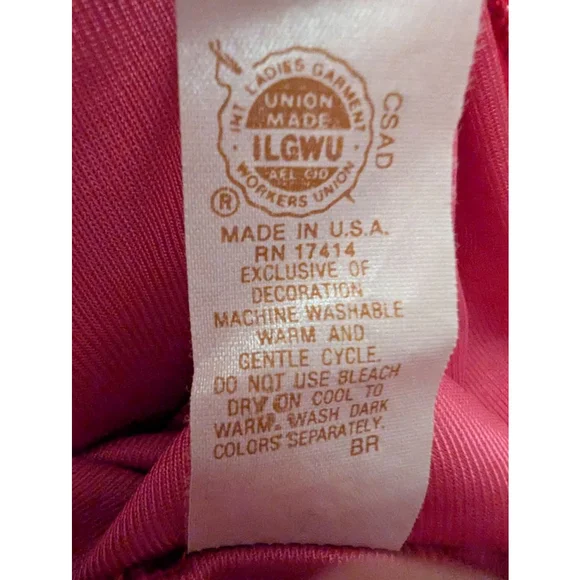 INT LADIES GARMENT
WORKERS UNION
UNION
MADE
ILGWU
AFL CIO
®
CSAD
MADE IN U.S.A.
RN 17414
EXCLUSIVE OF
DECORATION
MACHINE WASHABLE
WARM AND
GENTLE CYCLE.
DO NOT USE BLEACH
DRY ON COOL TO
WARM. WASH DARK
COLORS SEPARATELY.
BR